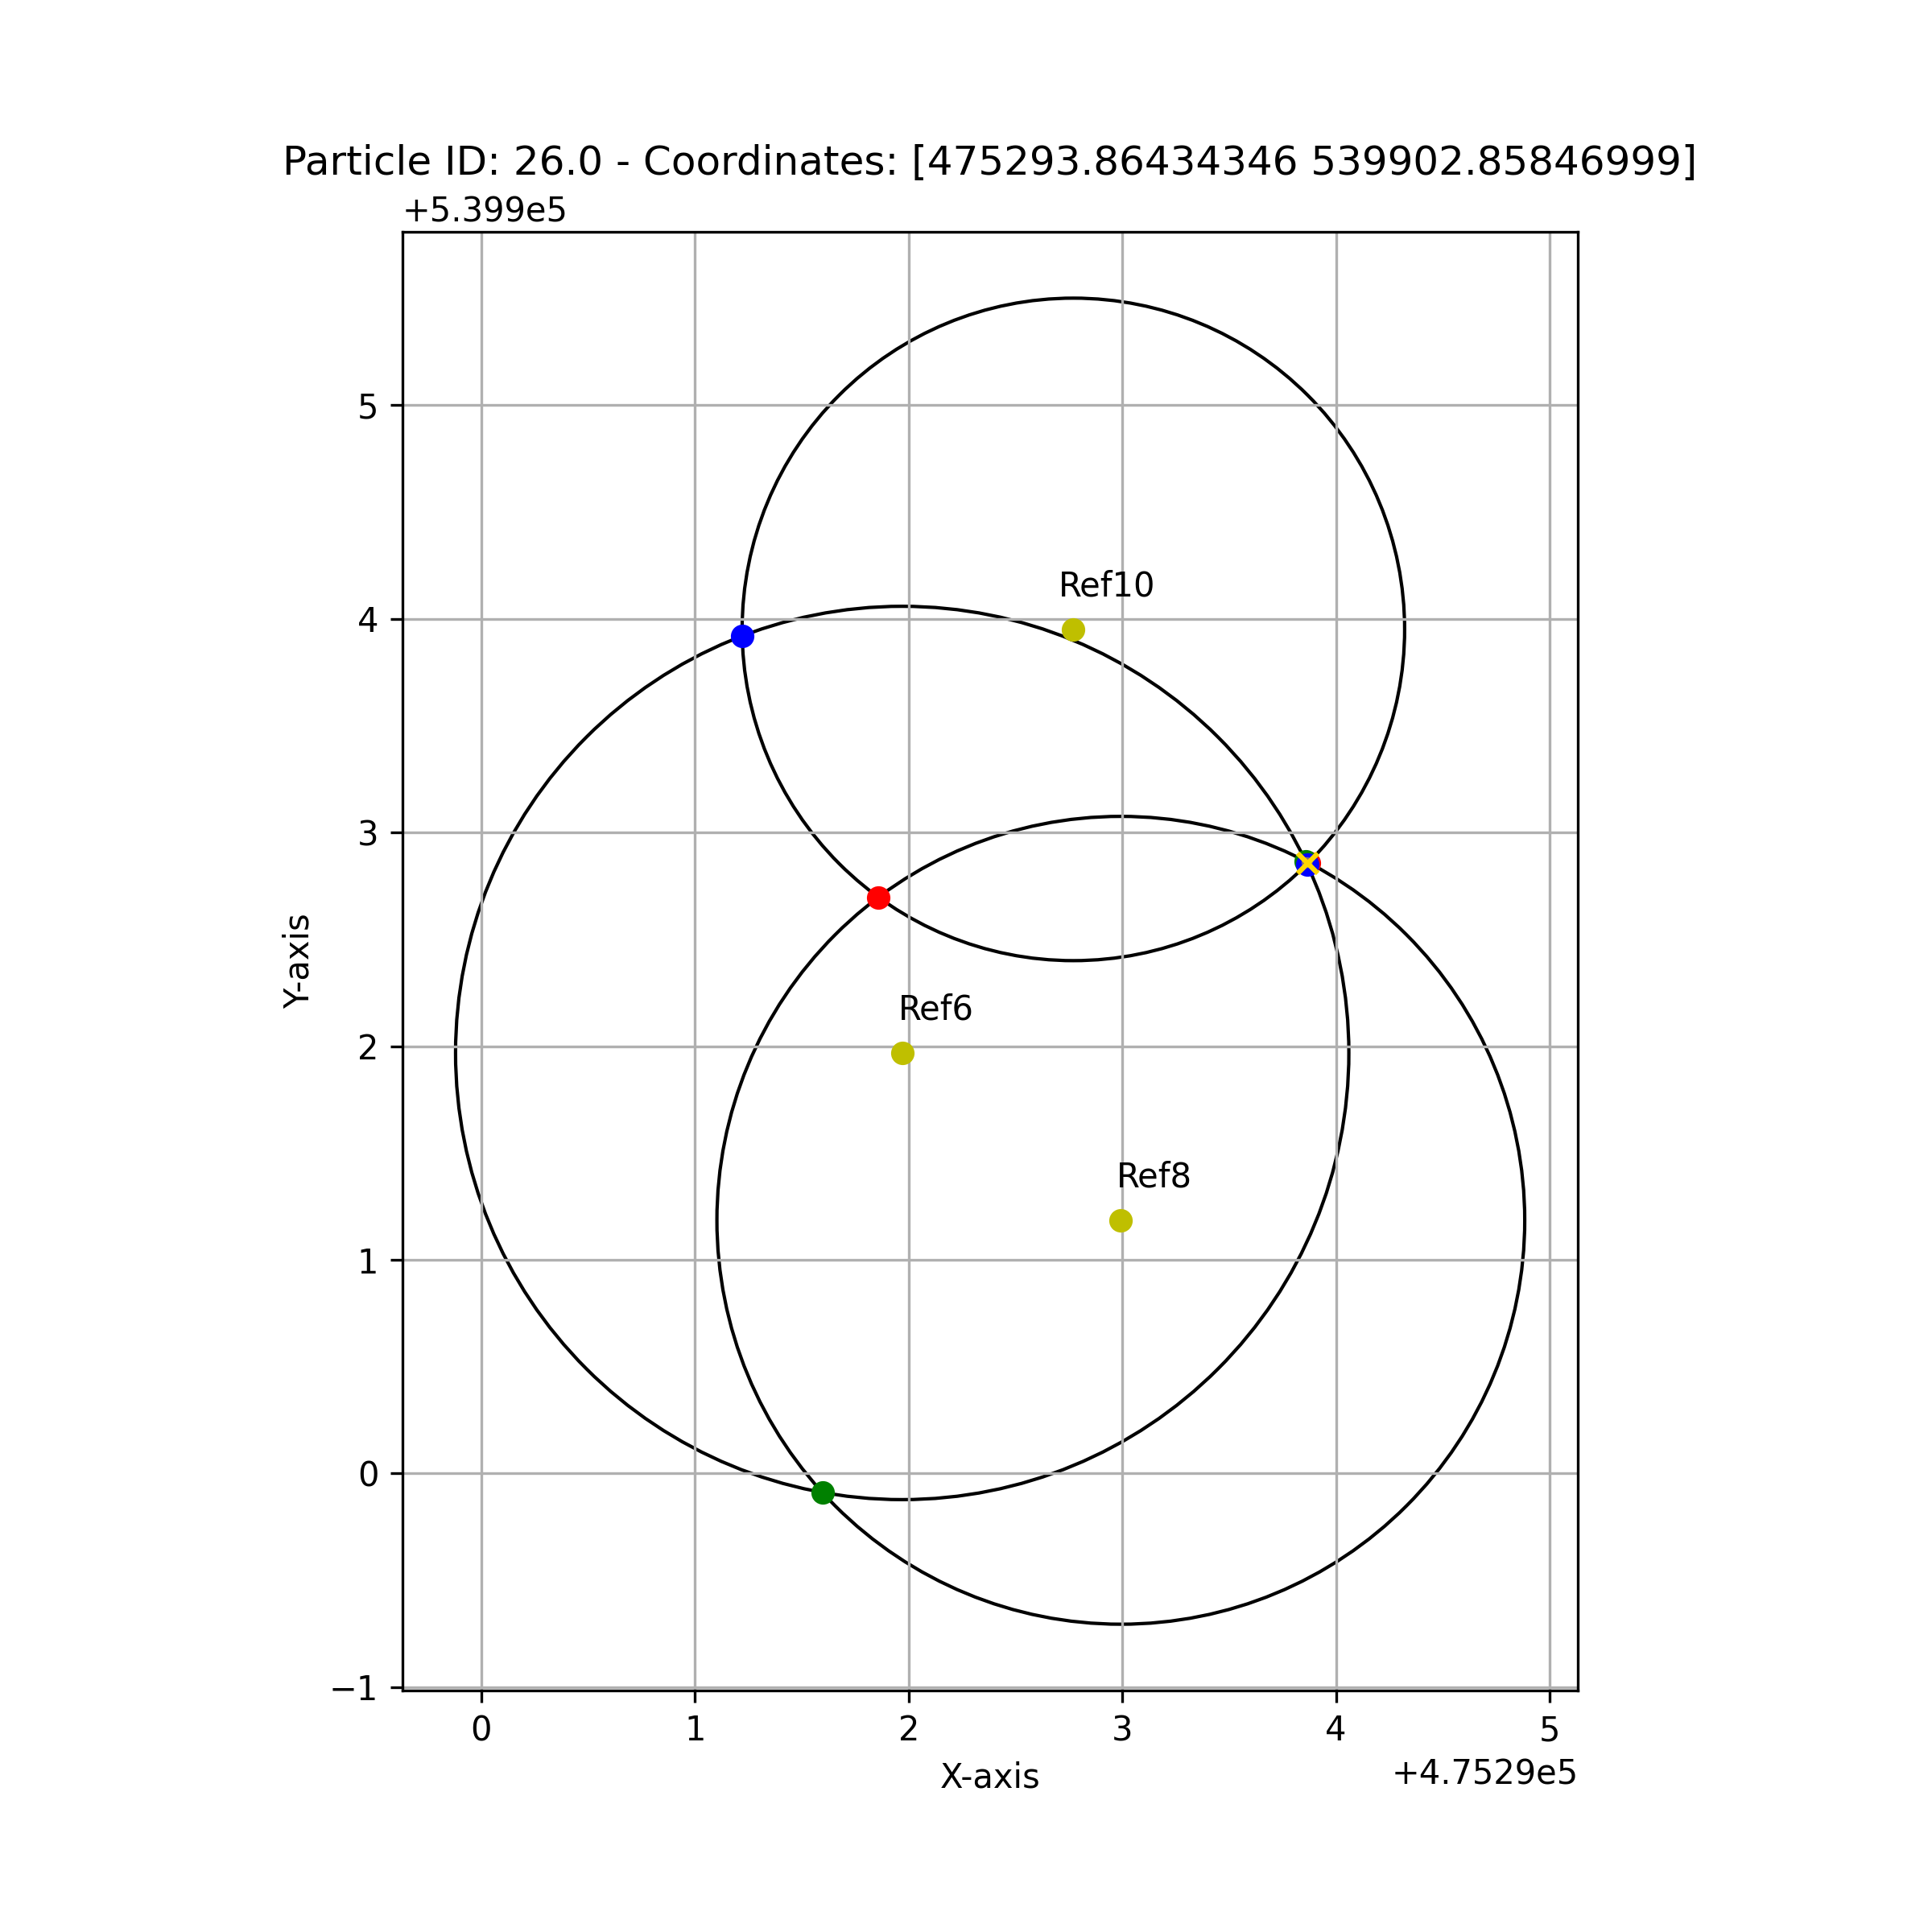 Particle ID: 26.0 - Coordinates: [475293.86434346 539902.85846999]
+5.399e5
5
Ref10
4
3
Y-axis
Ref6
2
Ref8
1
0
−1
0 1 2 3 4 5
X-axis
+4.7529e5